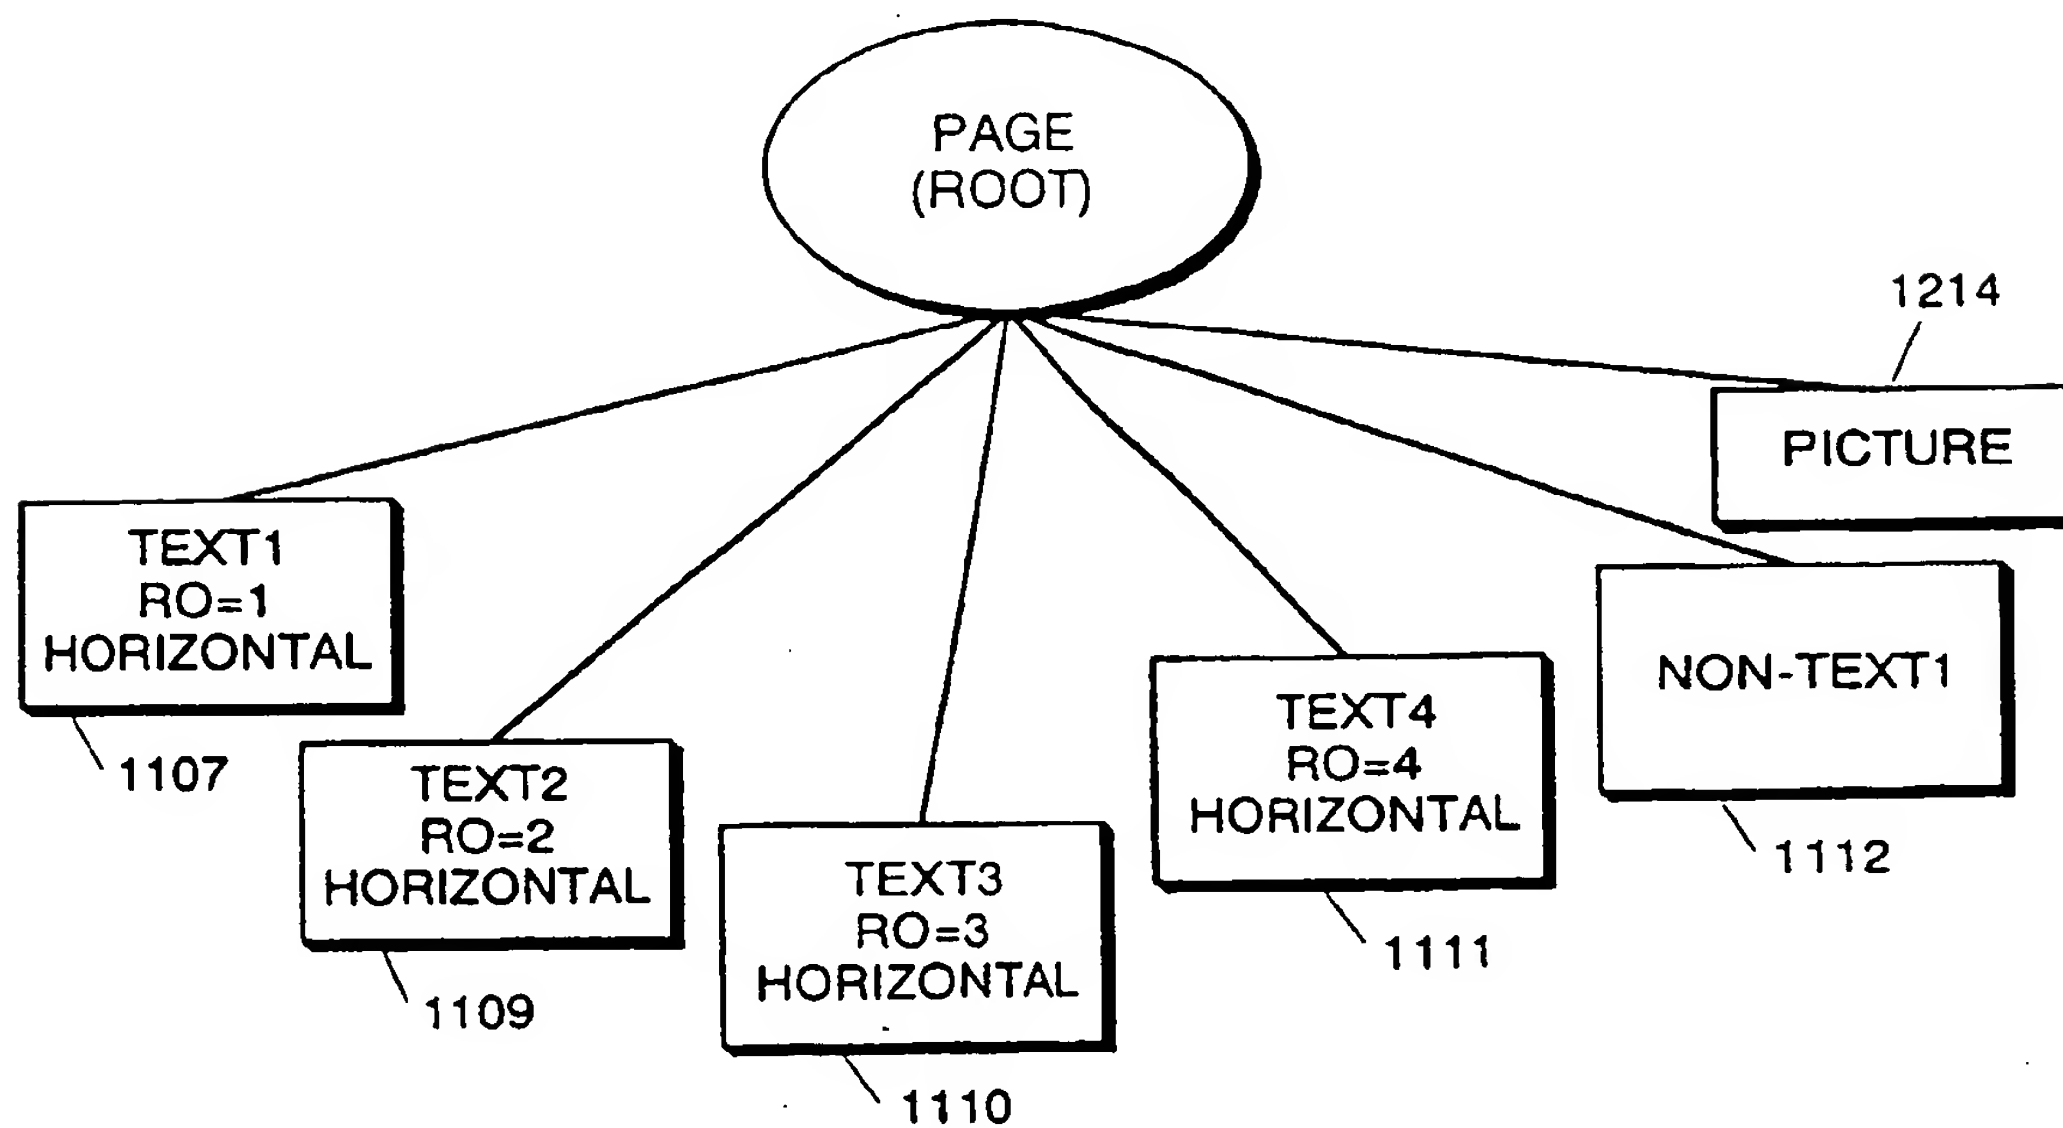 PAGE
(ROOT)
1214
PICTURE
TEXT1
RO=1
HORIZONTAL
1107
TEXT2
RO=2
HORIZONTAL
1109
TEXT3
RO=3
HORIZONTAL
1110
TEXT4
RO=4
HORIZONTAL
1111
NON-TEXT1
1112